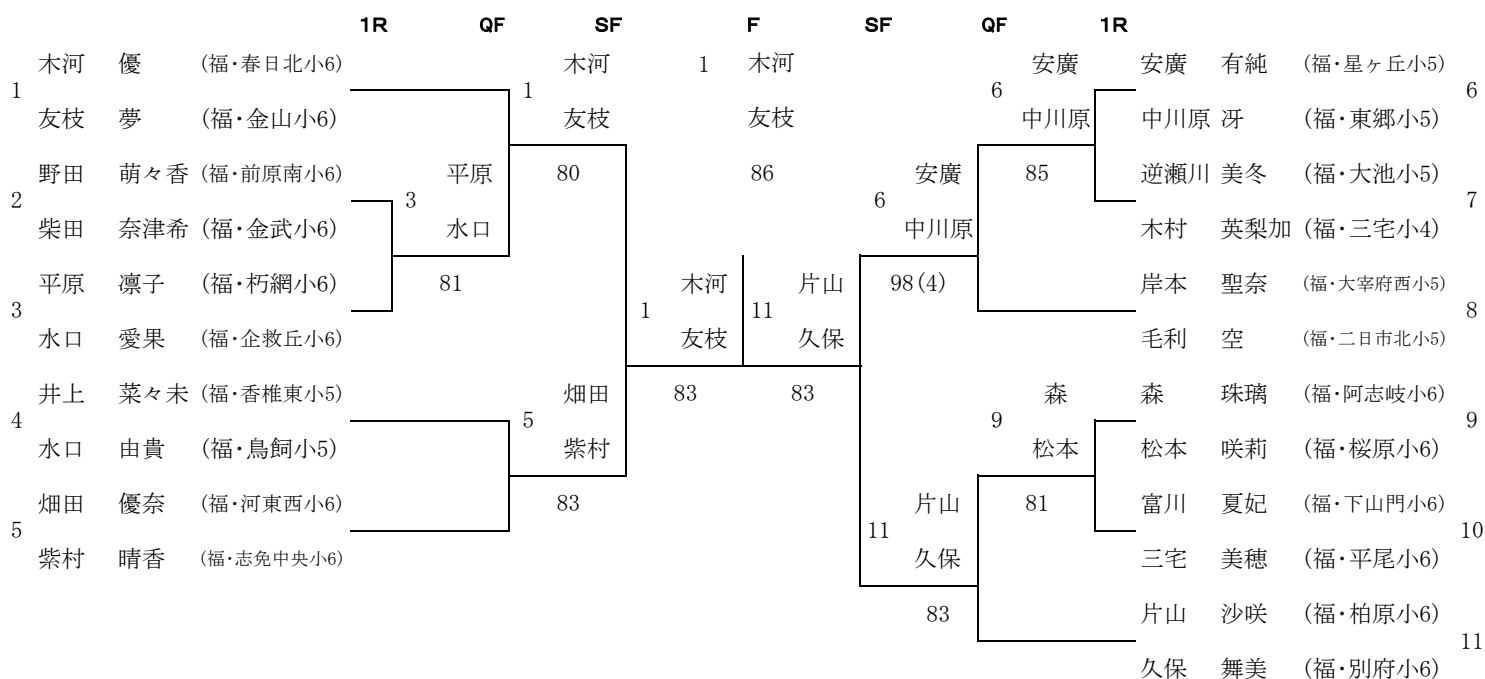 1R QF SF F SF QF 1R
木河 優 (福・春日北小6) 木河 1 木河 安廣 安廣 有純 (福・星ヶ丘小5)
1 1 6 6
友枝 夢 (福・金山小6) 友枝 友枝 中川原 中川原 冴 (福・東郷小5)
野田 萌々香 (福・前原南小6) 平原 80 86 安廣 85 逆瀬川 美冬 (福・大池小5)
2 3 6 7
柴田 奈津希 (福・金武小6) 水口 中川原 木村 英梨加 (福・三宅小4)
平原 凛子 (福・朽網小6) 81 木河 片山 98(4) 岸本 聖奈 (福・大宰府西小5)
3 1 11 8
水口 愛果 (福・企救丘小6) 友枝 久保 毛利 空 (福・二日市北小5)
井上 菜々未 (福・香椎東小5) 畑田 83 83 森 森 珠璃 (福・阿志岐小6)
4 5 9 9
水口 由貴 (福・鳥飼小5) 紫村 松本 松本 咲莉 (福・桜原小6)
畑田 優奈 (福・河東西小6) 83 片山 81 富川 夏妃 (福・下山門小6)
5 11 10
紫村 晴香 (福・志免中央小6) 久保 三宅 美穂 (福・平尾小6)
83 片山 沙咲 (福・柏原小6)
11
久保 舞美 (福・別府小6)